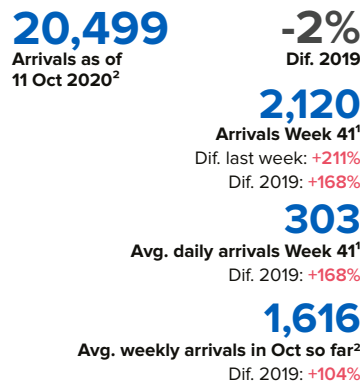 20,499
Arrivals as of
11 Oct 2020²
-2%
Dif. 2019
2,120
Arrivals Week 41¹
Dif. last week: +211%
Dif. 2019: +168%
303
Avg. daily arrivals Week 41¹
Dif. 2019: +168%
1,616
Avg. weekly arrivals in Oct so far²
Dif. 2019: +104%